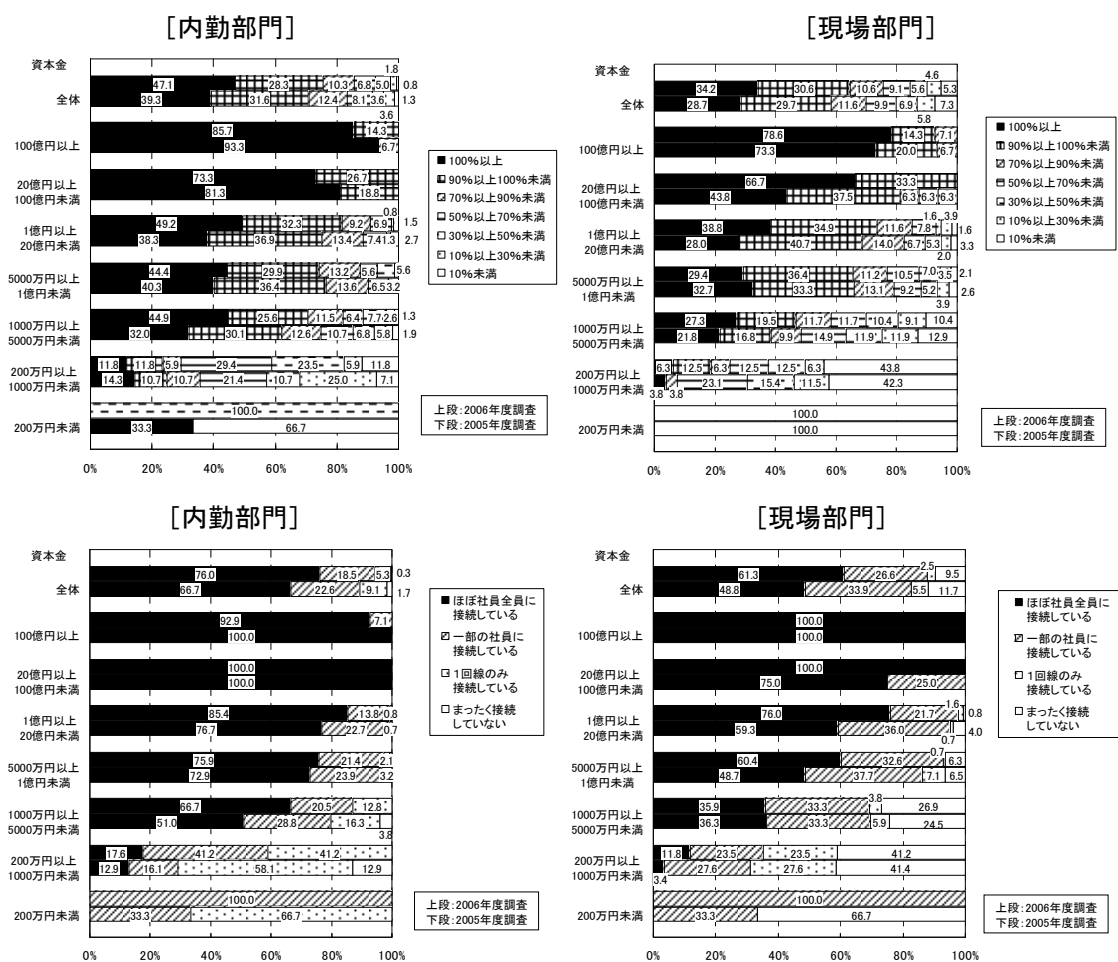 [内勤部門]
資本金
1.8
47.1 28.3 10.3 6.8 5.0 0.8
全体
39.3 31.6 12.4 8.1 3.6 1.3
3.6
85.7 14.3
100億円以上
93.3 6.7
73.3 26.7
20億円以上
100億円未満
81.3 18.8
0.8
49.2 32.3 9.2 6.9 1.5
1億円以上
20億円未満
38.3 36.9 13.4 7.4 1.3 2.7
44.4 29.9 13.2 5.6 5.6
5000万円以上
1億円未満
40.3 36.4 13.6 6.5 3.2
44.9 25.6 11.5 6.4 7.7 2.6 1.3
1000万円以上
5000万円未満
32.0 30.1 12.6 10.7 6.8 5.8 1.9
11.8 11.8 5.9 29.4 23.5 5.9 11.8
200万円以上
1000万円未満
14.3 10.7 10.7 21.4 10.7 25.0 7.1
100.0
200万円未満
33.3 66.7
0% 20% 40% 60% 80% 100%
100%以上
90%以上100%未満
70%以上90%未満
50%以上70%未満
30%以上50%未満
10%以上30%未満
10%未満
上段:2006年度調査
下段:2005年度調査
[現場部門]
資本金
4.6
34.2 30.6 10.6 9.1 5.6 5.3
全体
28.7 29.7 11.6 9.9 6.9 7.3
5.8
78.6 14.3 7.1
100億円以上
73.3 20.0 6.7
66.7 33.3
20億円以上
100億円未満
43.8 37.5 6.3 6.3 6.3
1.6 3.9
38.8 34.9 11.6 7.8 1.6
1億円以上
20億円未満
28.0 40.7 14.0 6.7 5.3 3.3
2.0
29.4 36.4 11.2 10.5 7.0 3.5 2.1
5000万円以上
1億円未満
32.7 33.3 13.1 9.2 5.2 2.6
3.9
27.3 19.5 11.7 11.7 10.4 9.1 10.4
1000万円以上
5000万円未満
21.8 16.8 9.9 14.9 11.9 11.9 12.9
6.3 12.5 6.3 12.5 12.5 6.3 43.8
200万円以上
1000万円未満
23.1 15.4 11.5 42.3
3.8 3.8
100.0
200万円未満
100.0
0% 20% 40% 60% 80% 100%
100%以上
90%以上100%未満
70%以上90%未満
50%以上70%未満
30%以上50%未満
10%以上30%未満
10%未満
上段:2006年度調査
下段:2005年度調査
[内勤部門]
資本金
76.0 18.5 5.3 0.3
全体
66.7 22.6 9.1 1.7
92.9 7.1
100億円以上
100.0
100.0
20億円以上
100億円未満
100.0
85.4 13.8 0.8
1億円以上
20億円未満
76.7 22.7 0.7
75.9 21.4 2.1
5000万円以上
1億円未満
72.9 23.9 3.2
66.7 20.5 12.8
1000万円以上
5000万円未満
51.0 28.8 16.3
3.8
17.6 41.2 41.2
200万円以上
1000万円未満
12.9 16.1 58.1 12.9
100.0
200万円未満
33.3 66.7
0% 20% 40% 60% 80% 100%
ほぼ社員全員に
接続している
一部の社員に
接続している
1回線のみ
接続している
まったく接続
していない
上段:2006年度調査
下段:2005年度調査
[現場部門]
資本金
2.5
61.3 26.6 9.5
全体
48.8 33.9 5.5 11.7
100.0
100億円以上
100.0
100.0
20億円以上
100億円未満
75.0 25.0
1.6
76.0 21.7 0.8
1億円以上
20億円未満
59.3 36.0 4.0
0.7
0.7
60.4 32.6 6.3
5000万円以上
1億円未満
48.7 37.7 7.1 6.5
3.8
35.9 33.3 26.9
1000万円以上
5000万円未満
36.3 33.3 5.9 24.5
11.8 23.5 23.5 41.2
200万円以上
1000万円未満
27.6 27.6 41.4
3.4
100.0
200万円未満
33.3 66.7
0% 20% 40% 60% 80% 100%
ほぼ社員全員に
接続している
一部の社員に
接続している
1回線のみ
接続している
まったく接続
していない
上段:2006年度調査
下段:2005年度調査